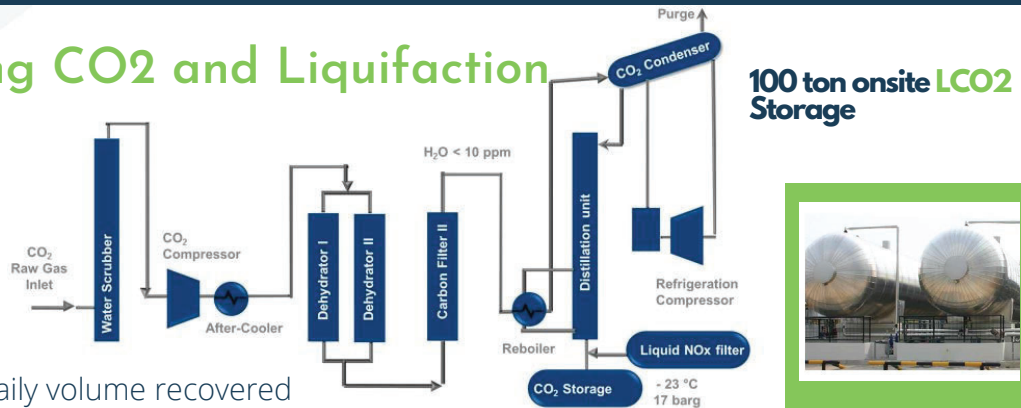 ng CO2 and Liquifaction
Purge
CO₂ Condenser
100 ton onsite LCO2
Storage
H₂O < 10 ppm
CO₂
Raw Gas
Inlet
Water Scrubber
CO₂
Compressor
After-Cooler
Dehydrator I
Dehydrator II
Carbon Filter II
Distillation unit
Refrigeration
Compressor
Reboiler
Liquid NOx filter
CO₂ Storage
- 23 °C
17 barg
aily volume recovered